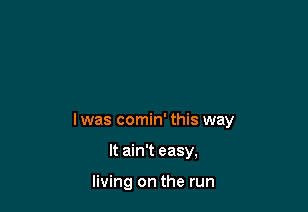 I was comin' this way
It ain't easy,
living on the run